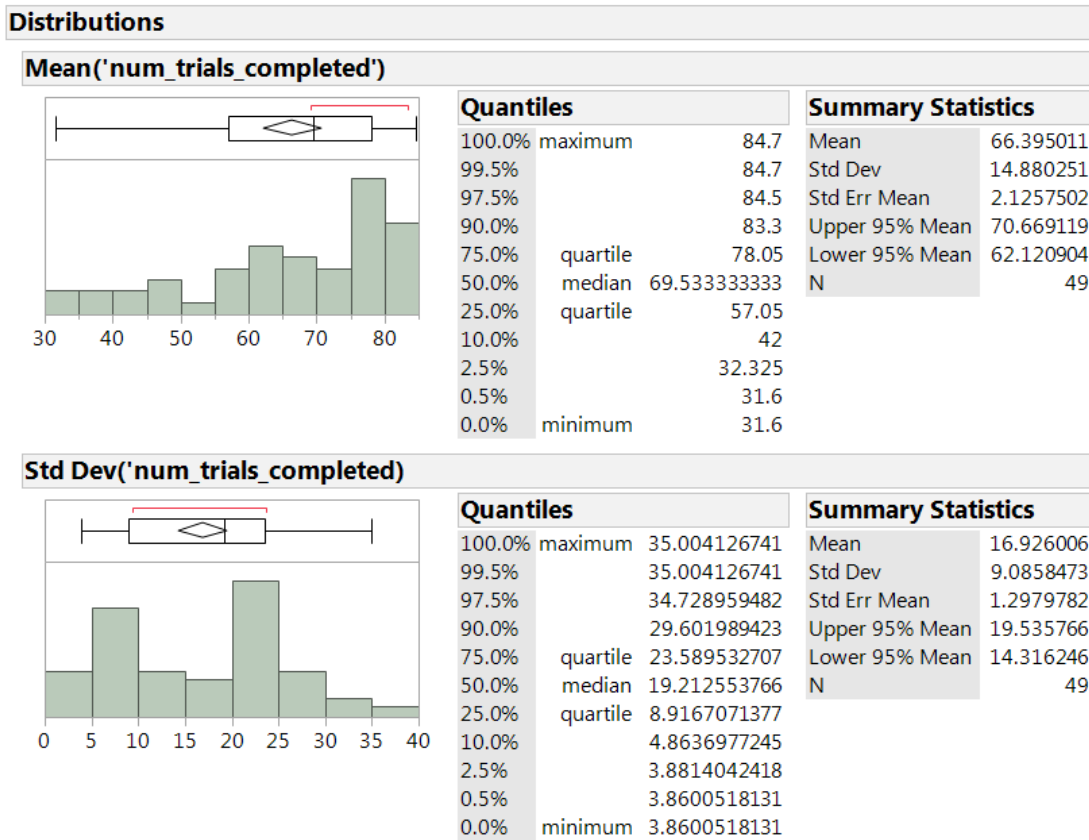 Distributions
Mean('num_trials_completed')
30 40 50 60 70 80
Quantiles
100.0% maximum 84.7
99.5% 84.7
97.5% 84.5
90.0% 83.3
75.0% quartile 78.05
50.0% median 69.533333333
25.0% quartile 57.05
10.0% 42
2.5% 32.325
0.5% 31.6
0.0% minimum 31.6
Summary Statistics
Mean 66.395011
Std Dev 14.880251
Std Err Mean 2.1257502
Upper 95% Mean 70.669119
Lower 95% Mean 62.120904
N 49
Std Dev('num_trials_completed)
0 5 10 15 20 25 30 35 40
Quantiles
100.0% maximum 35.004126741
99.5% 35.004126741
97.5% 34.728959482
90.0% 29.601989423
75.0% quartile 23.589532707
50.0% median 19.212553766
25.0% quartile 8.9167071377
10.0% 4.8636977245
2.5% 3.8814042418
0.5% 3.8600518131
0.0% minimum 3.8600518131
Summary Statistics
Mean 16.926006
Std Dev 9.0858473
Std Err Mean 1.2979782
Upper 95% Mean 19.535766
Lower 95% Mean 14.316246
N 49